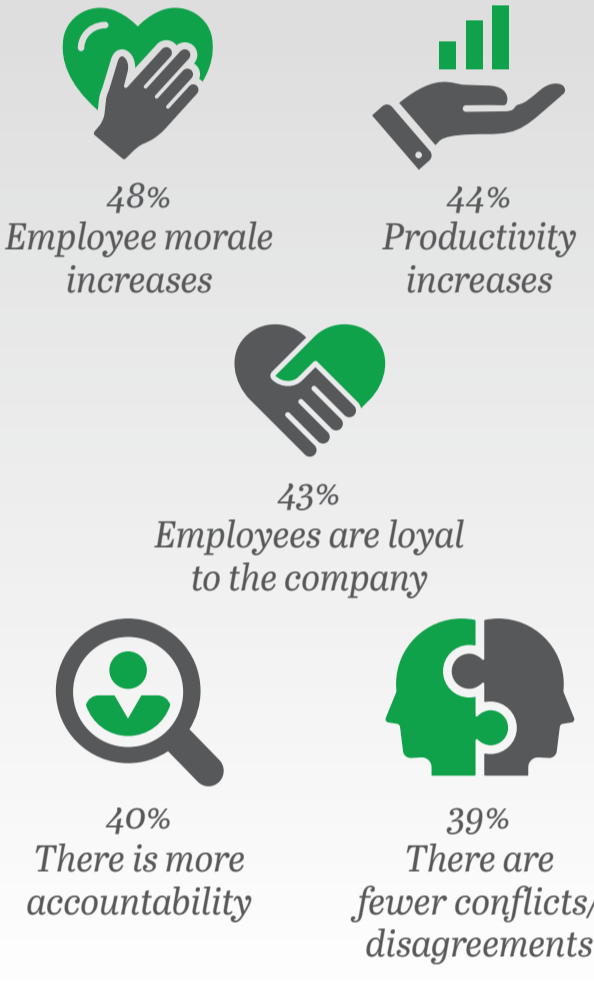 48%
Employee morale
increases
44%
Productivity
increases
43%
Employees are loyal
to the company
40%
There is more
accountability
39%
There are
fewer conflicts/
disagreements